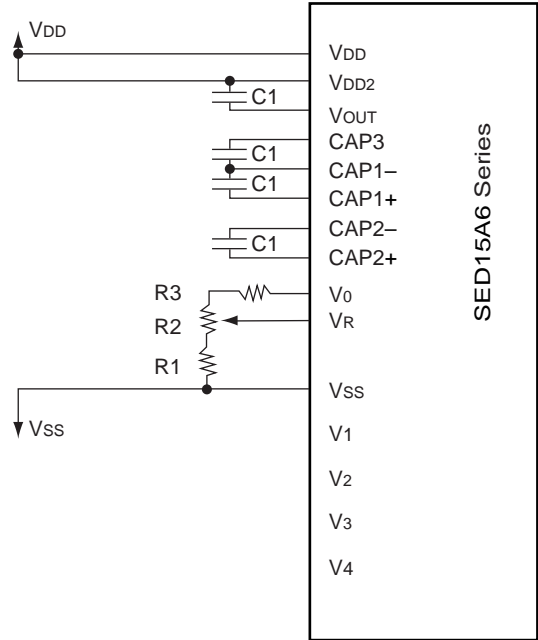 VDD
VDD
VDD2
C1
VOUT
CAP3
C1
CAP1–
C1
CAP1+
CAP2–
C1
CAP2+
R3
V0
R2
VR
R1
VSS
VSS
V1
V2
V3
V4
SED15A6 Series